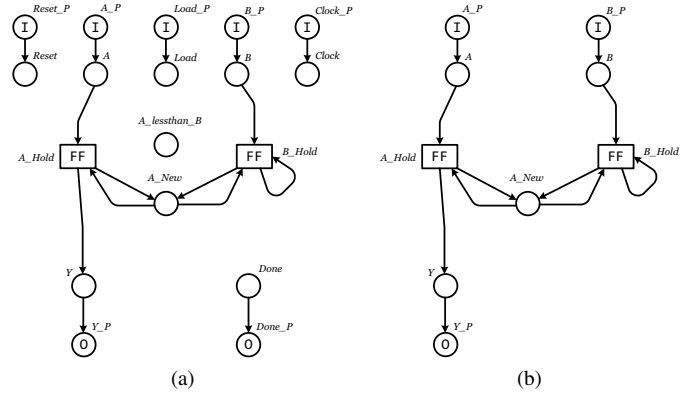 Reset_P A_P Load_P B_P Clock_P A_P B_P
I I I I I I I
Reset A Load B Clock A B
A_lessthan_B
A_Hold FF FF B_Hold A_Hold FF FF B_Hold
A_New A_New
Y Done Y
Y_P Done_P Y_P
O O O
(a) (b)